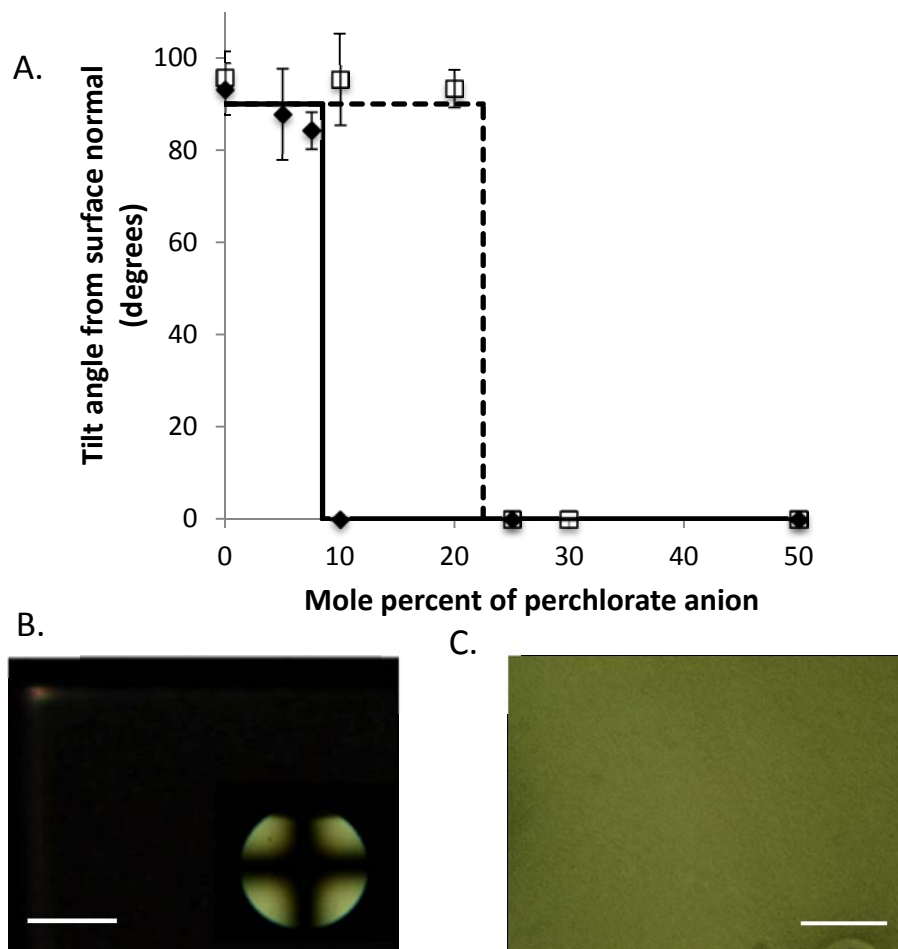 A.
Tilt angle from surface normal
(degrees)
100
80
60
40
20
0
0 10 20 30 40 50
Mole percent of perchlorate anion
B.
C.